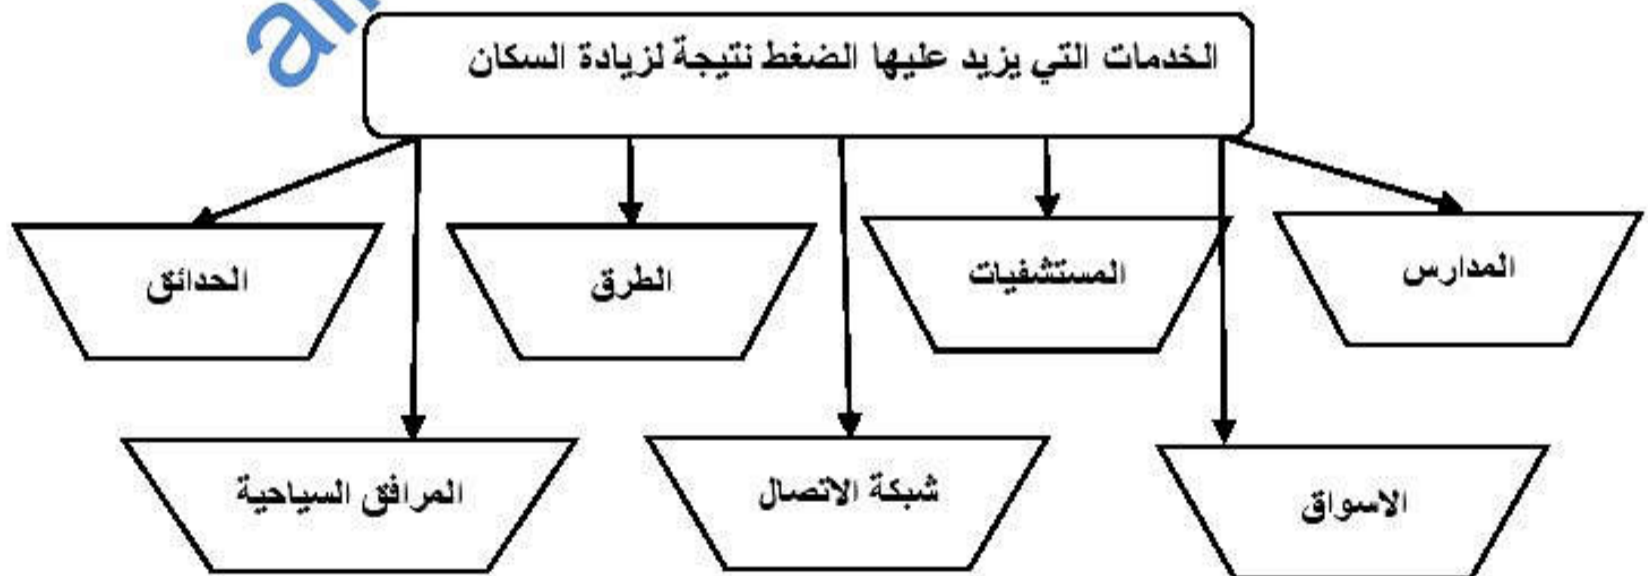 الخدمات التي يزيد عليها الضغط نتيجة لزيادة السكان
المدارس
المستشفيات
الطرق
الحدائق
الاسواق
شبكة الاتصال
المرافق السياحية